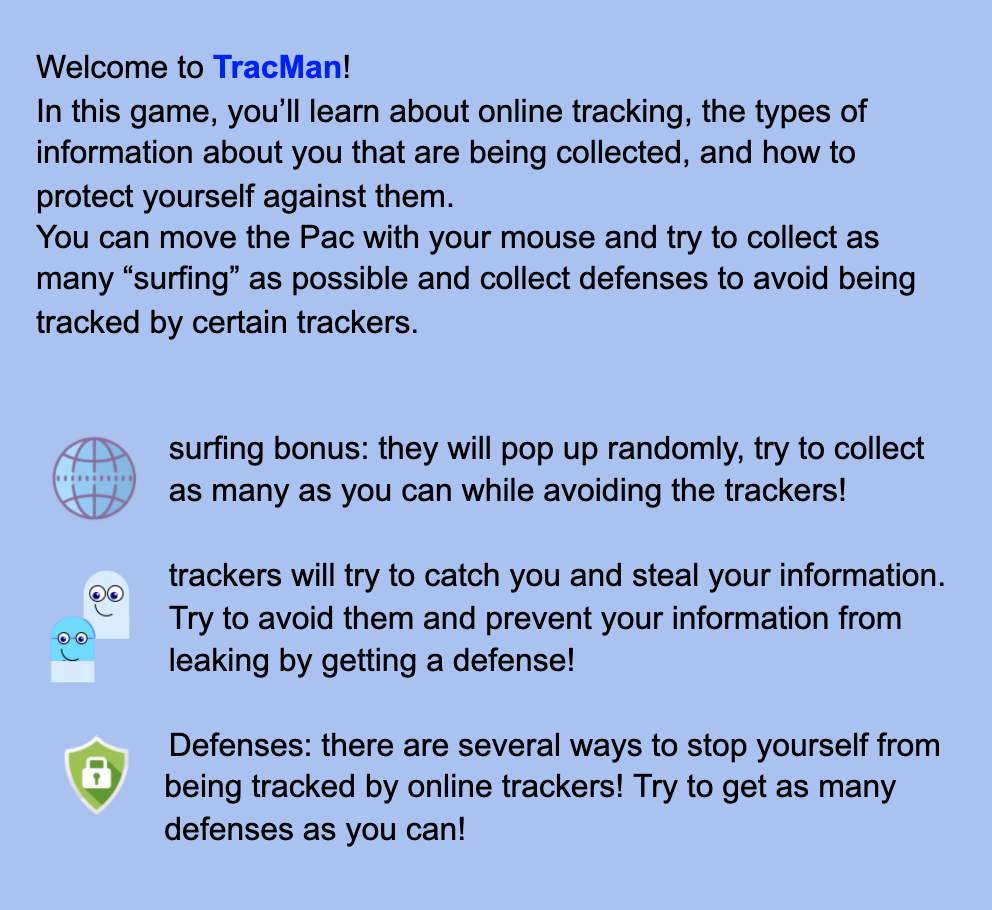 Welcome to TracMan!
In this game, you’ll learn about online tracking, the types of
information about you that are being collected, and how to
protect yourself against them.
You can move the Pac with your mouse and try to collect as
many “surfing” as possible and collect defenses to avoid being
tracked by certain trackers.
surfing bonus: they will pop up randomly, try to collect
as many as you can while avoiding the trackers!
trackers will try to catch you and steal your information.
Try to avoid them and prevent your information from
leaking by getting a defense!
Defenses: there are several ways to stop yourself from
being tracked by online trackers! Try to get as many
defenses as you can!